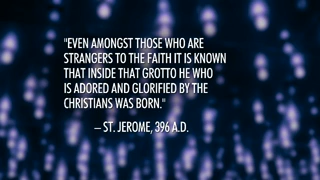 "EVEN AMONGST THOSE WHO ARE
STRANGERS TO THE FAITH IT IS KNOWN
THAT INSIDE THAT GROTTO HE WHO
IS ADORED AND GLORIFIED BY THE
CHRISTIANS WAS BORN."
– ST. JEROME, 396 A.D.